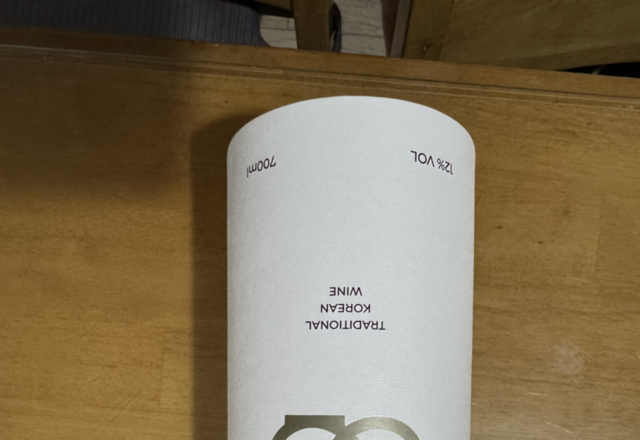 TRADITIONAL
KOREAN
WINE
12% VOL
700ml